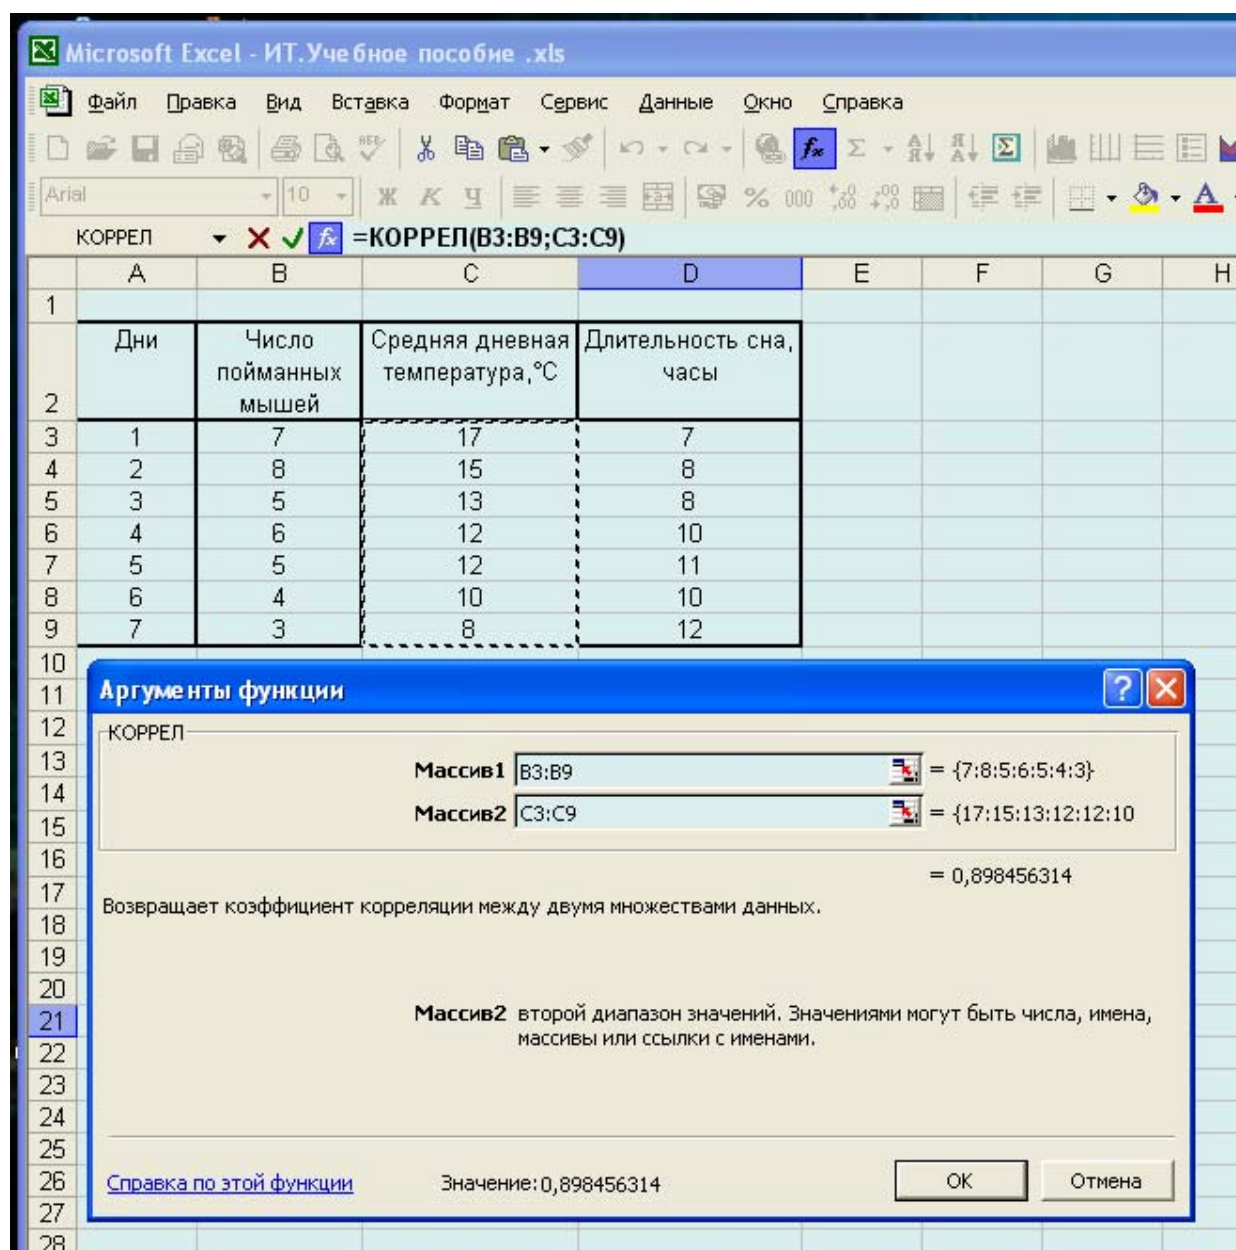 Microsoft Excel - ИТ.Учебное пособие .xls
Файл Правка Вид Вставка Формат Сервис Данные Окно Справка
Arial 10 Ж К Ч % 000
КОРРЕЛ =КОРРЕЛ(B3:B9;C3:C9)
A B C D E F G H
1
2 Дни Число пойманных мышей Средняя дневная температура,°C Длительность сна, часы
3 1 7 17 7
4 2 8 15 8
5 3 5 13 8
6 4 6 12 10
7 5 5 12 11
8 6 4 10 10
9 7 3 8 12
10
11 Аргументы функции
12 КОРРЕЛ
13 Массив1 B3:B9 = {7:8:5:6:5:4:3}
14
15 Массив2 C3:C9 = {17:15:13:12:12:10
16
= 0,898456314
17
Возвращает коэффициент корреляции между двумя множествами данных.
18
19
20
21 Массив2 второй диапазон значений. Значениями могут быть числа, имена,
22 массивы или ссылки с именами.
23
24
25
26 Справка по этой функции Значение:0,898456314 ОК Отмена
27
28